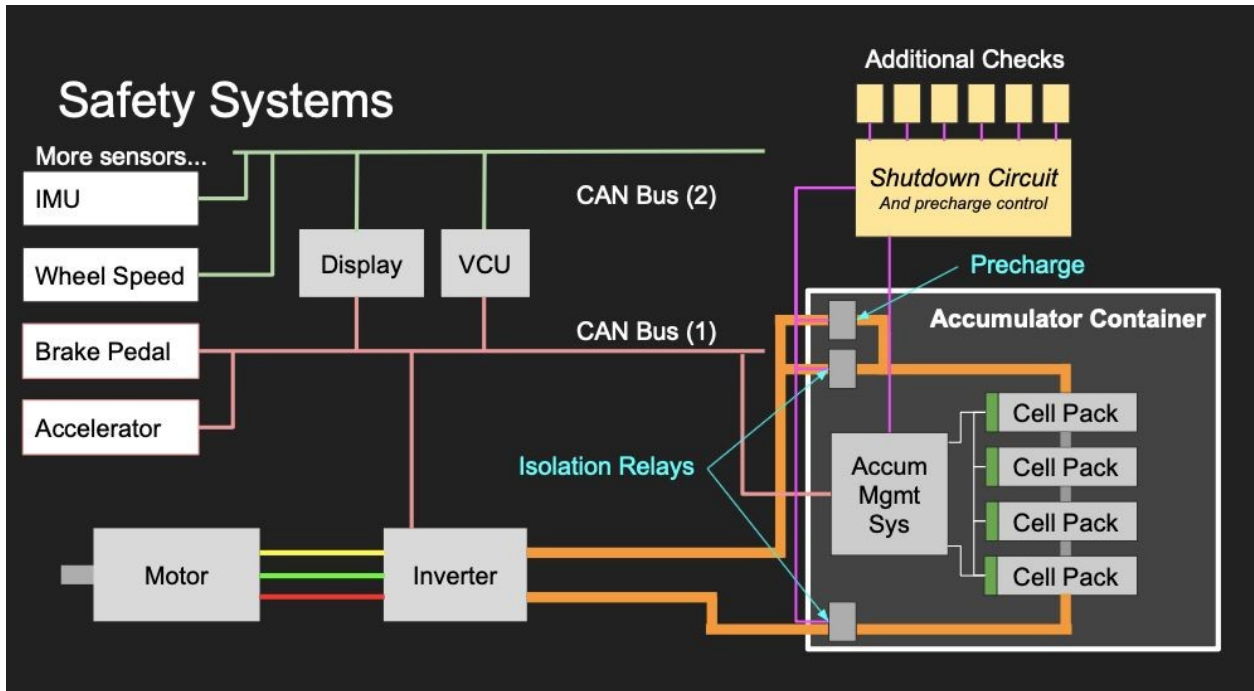 Additional Checks
Safety Systems
More sensors...
IMU
Wheel Speed
Brake Pedal
Accelerator
CAN Bus (2)
Display
VCU
CAN Bus (1)
Shutdown Circuit
And precharge control
Precharge
Accumulator Container
Isolation Relays
Accum
Mgmt
Sys
Cell Pack
Cell Pack
Cell Pack
Cell Pack
Motor
Inverter